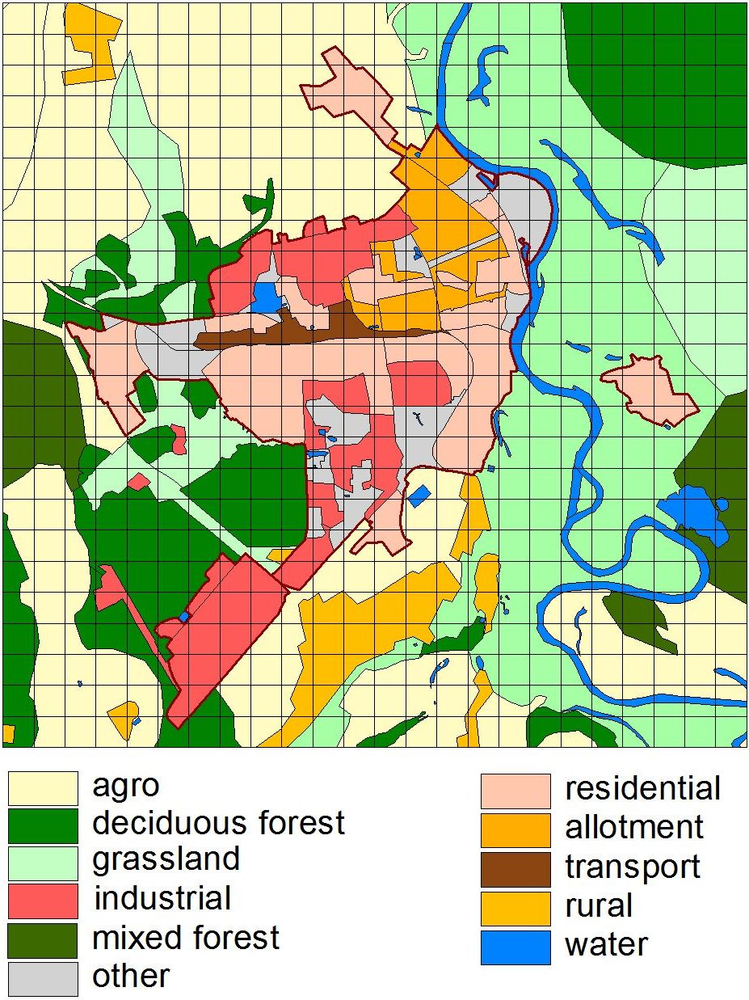 agro
deciduous forest
grassland
industrial
mixed forest
other
residential
allotment
transport
rural
water